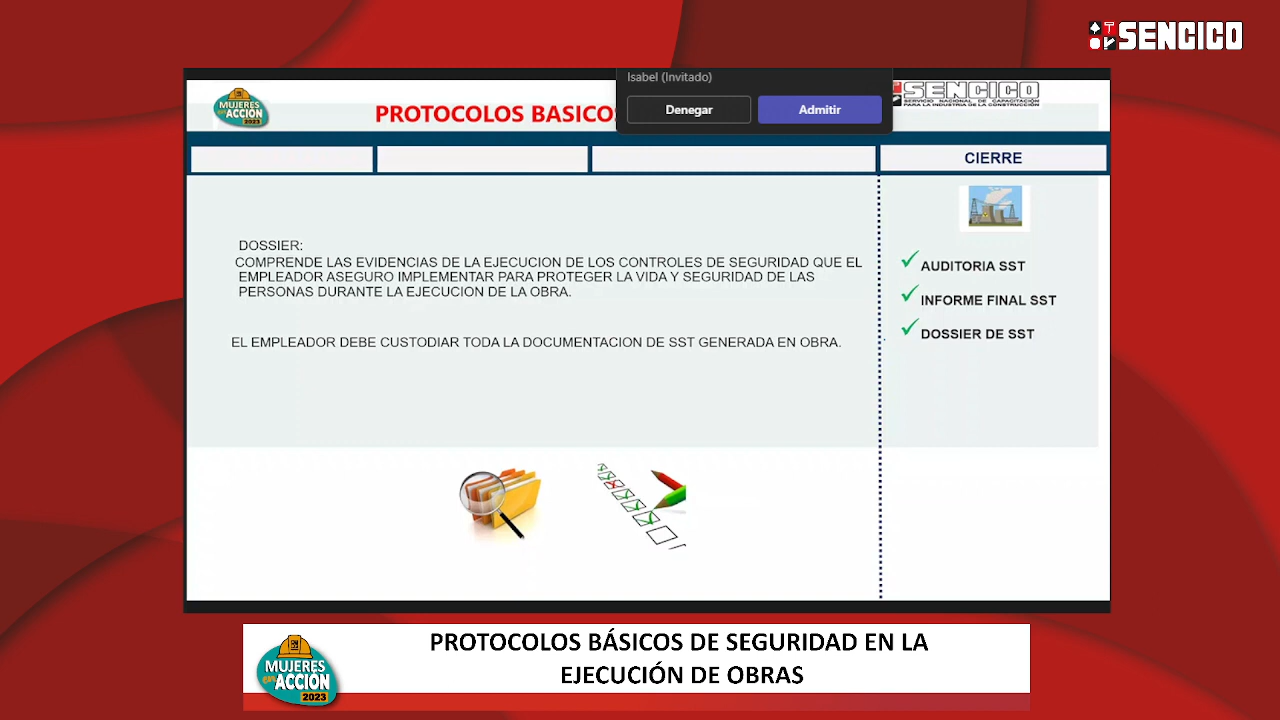 SENCICO
Isabel (Invitado)
Denegar
Admitir
MUJERES
en ACCIÓN
2023
PROTOCOLOS BASICOS
SENCICO
SERVICIO NACIONAL DE CAPACITACIÓN
PARA LA INDUSTRIA DE LA CONSTRUCCIÓN
CIERRE
DOSSIER:
COMPRENDE LAS EVIDENCIAS DE LA EJECUCION DE LOS CONTROLES DE SEGURIDAD QUE EL
EMPLEADOR ASEGURO IMPLEMENTAR PARA PROTEGER LA VIDA Y SEGURIDAD DE LAS
PERSONAS DURANTE LA EJECUCION DE LA OBRA.
EL EMPLEADOR DEBE CUSTODIAR TODA LA DOCUMENTACION DE SST GENERADA EN OBRA.
AUDITORIA SST
INFORME FINAL SST
DOSSIER DE SST
MUJERES
en ACCIÓN
2023
PROTOCOLOS BÁSICOS DE SEGURIDAD EN LA
EJECUCIÓN DE OBRAS